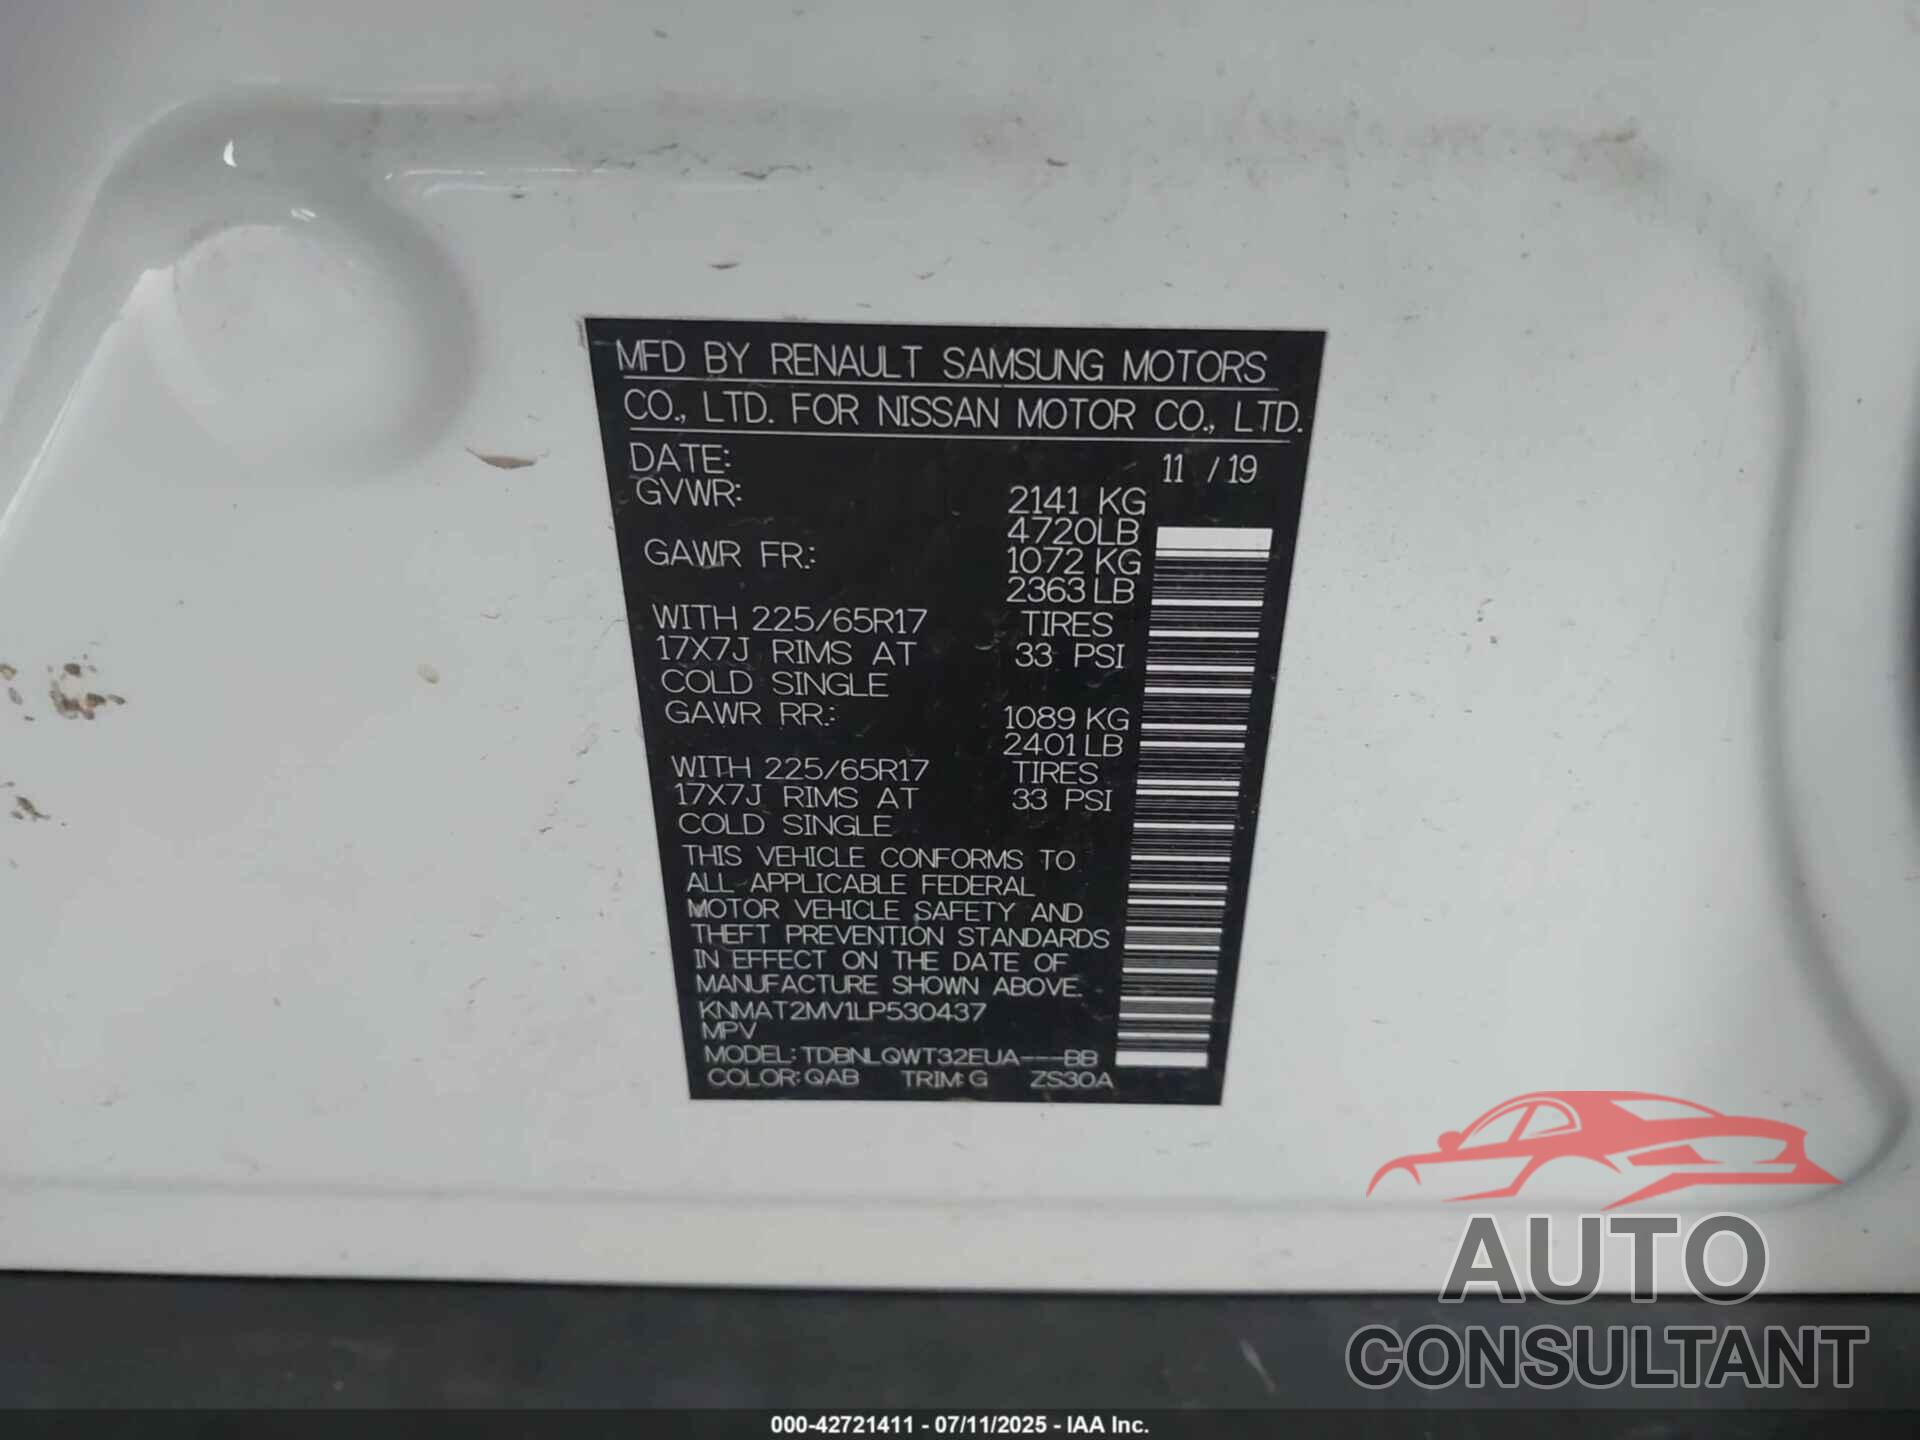 MFD BY RENAULT SAMSUNG MOTORS
CO., LTD. FOR NISSAN MOTOR CO., LTD.
DATE: 11 / 19
GVWR: 2141 KG
4720LB
GAWR FR.: 1072 KG
2363 LB
WITH 225/65R17 TIRES
17X7J RIMS AT 33 PSI
COLD SINGLE
GAWR RR.: 1089 KG
2401 LB
WITH 225/65R17 TIRES
17X7J RIMS AT 33 PSI
COLD SINGLE
THIS VEHICLE CONFORMS TO
ALL APPLICABLE FEDERAL
MOTOR VEHICLE SAFETY AND
THEFT PREVENTION STANDARDS
IN EFFECT ON THE DATE OF
MANUFACTURE SHOWN ABOVE.
KNMAT2MV1LP530437
MPV
MODEL: TDBNLQWT32EUA---BB
COLOR: QAB TRIM: G ZS30A
AUTO
CONSULTANT
000-42721411 - 07/11/2025 - IAA Inc.